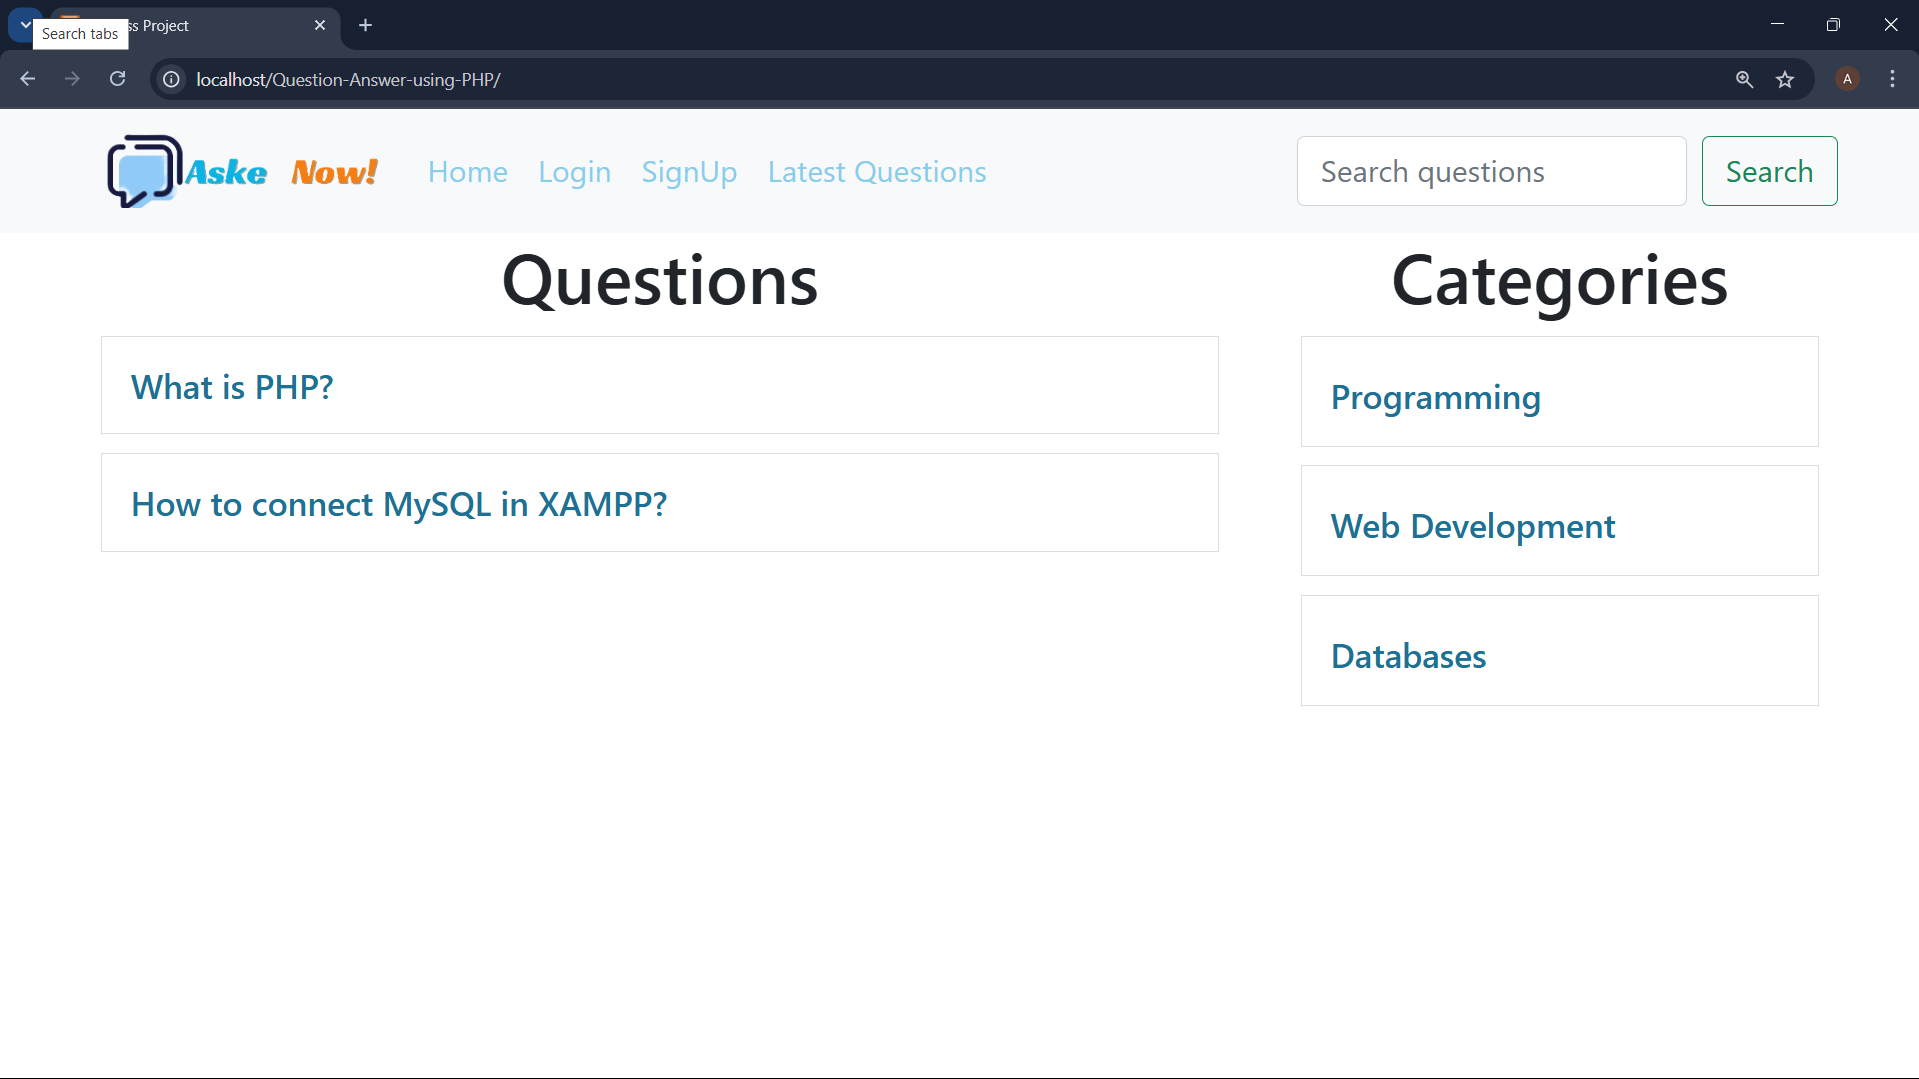 Search tabs
ss Project
localhost/Question-Answer-using-PHP/
A
Aske Now!
Home
Login
SignUp
Latest Questions
Search questions
Search
Questions
What is PHP?
How to connect MySQL in XAMPP?
Categories
Programming
Web Development
Databases